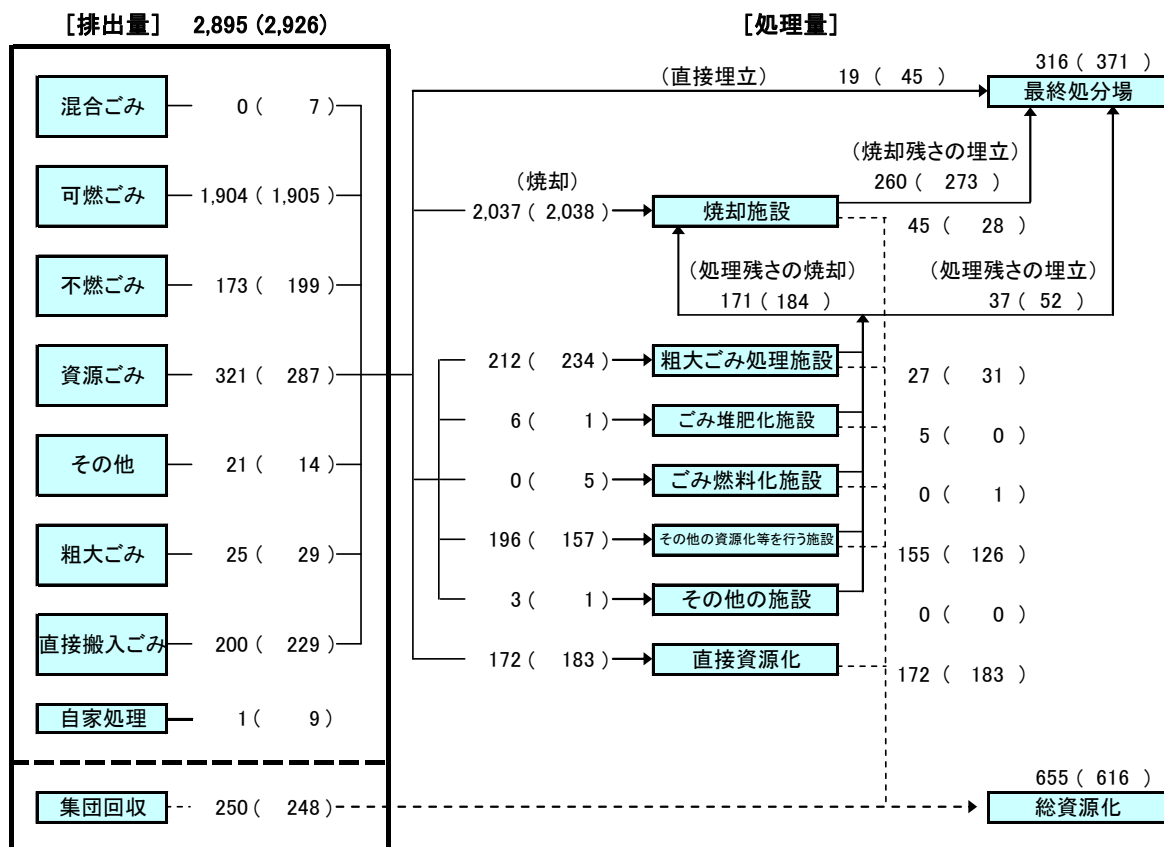 [排出量] 2,895 (2,926)
[処理量]
混合ごみ 0 ( 7 )
可燃ごみ 1,904 ( 1,905 )
不燃ごみ 173 ( 199 )
資源ごみ 321 ( 287 )
その他 21 ( 14 )
粗大ごみ 25 ( 29 )
直接搬入ごみ 200 ( 229 )
自家処理 1 ( 9 )
集団回収 250 ( 248 )
(直接埋立) 19 ( 45 )
316 ( 371 )
最終処分場
(焼却残さの埋立)
260 ( 273 )
(焼却)
2,037 ( 2,038 ) 焼却施設
45 ( 28 )
(処理残さの焼却)
171 ( 184 )
(処理残さの埋立)
37 ( 52 )
212 ( 234 ) 粗大ごみ処理施設 27 ( 31 )
6 ( 1 ) ごみ堆肥化施設 5 ( 0 )
0 ( 5 ) ごみ燃料化施設 0 ( 1 )
196 ( 157 ) その他の資源化等を行う施設 155 ( 126 )
3 ( 1 ) その他の施設 0 ( 0 )
172 ( 183 ) 直接資源化 172 ( 183 )
655 ( 616 )
総資源化